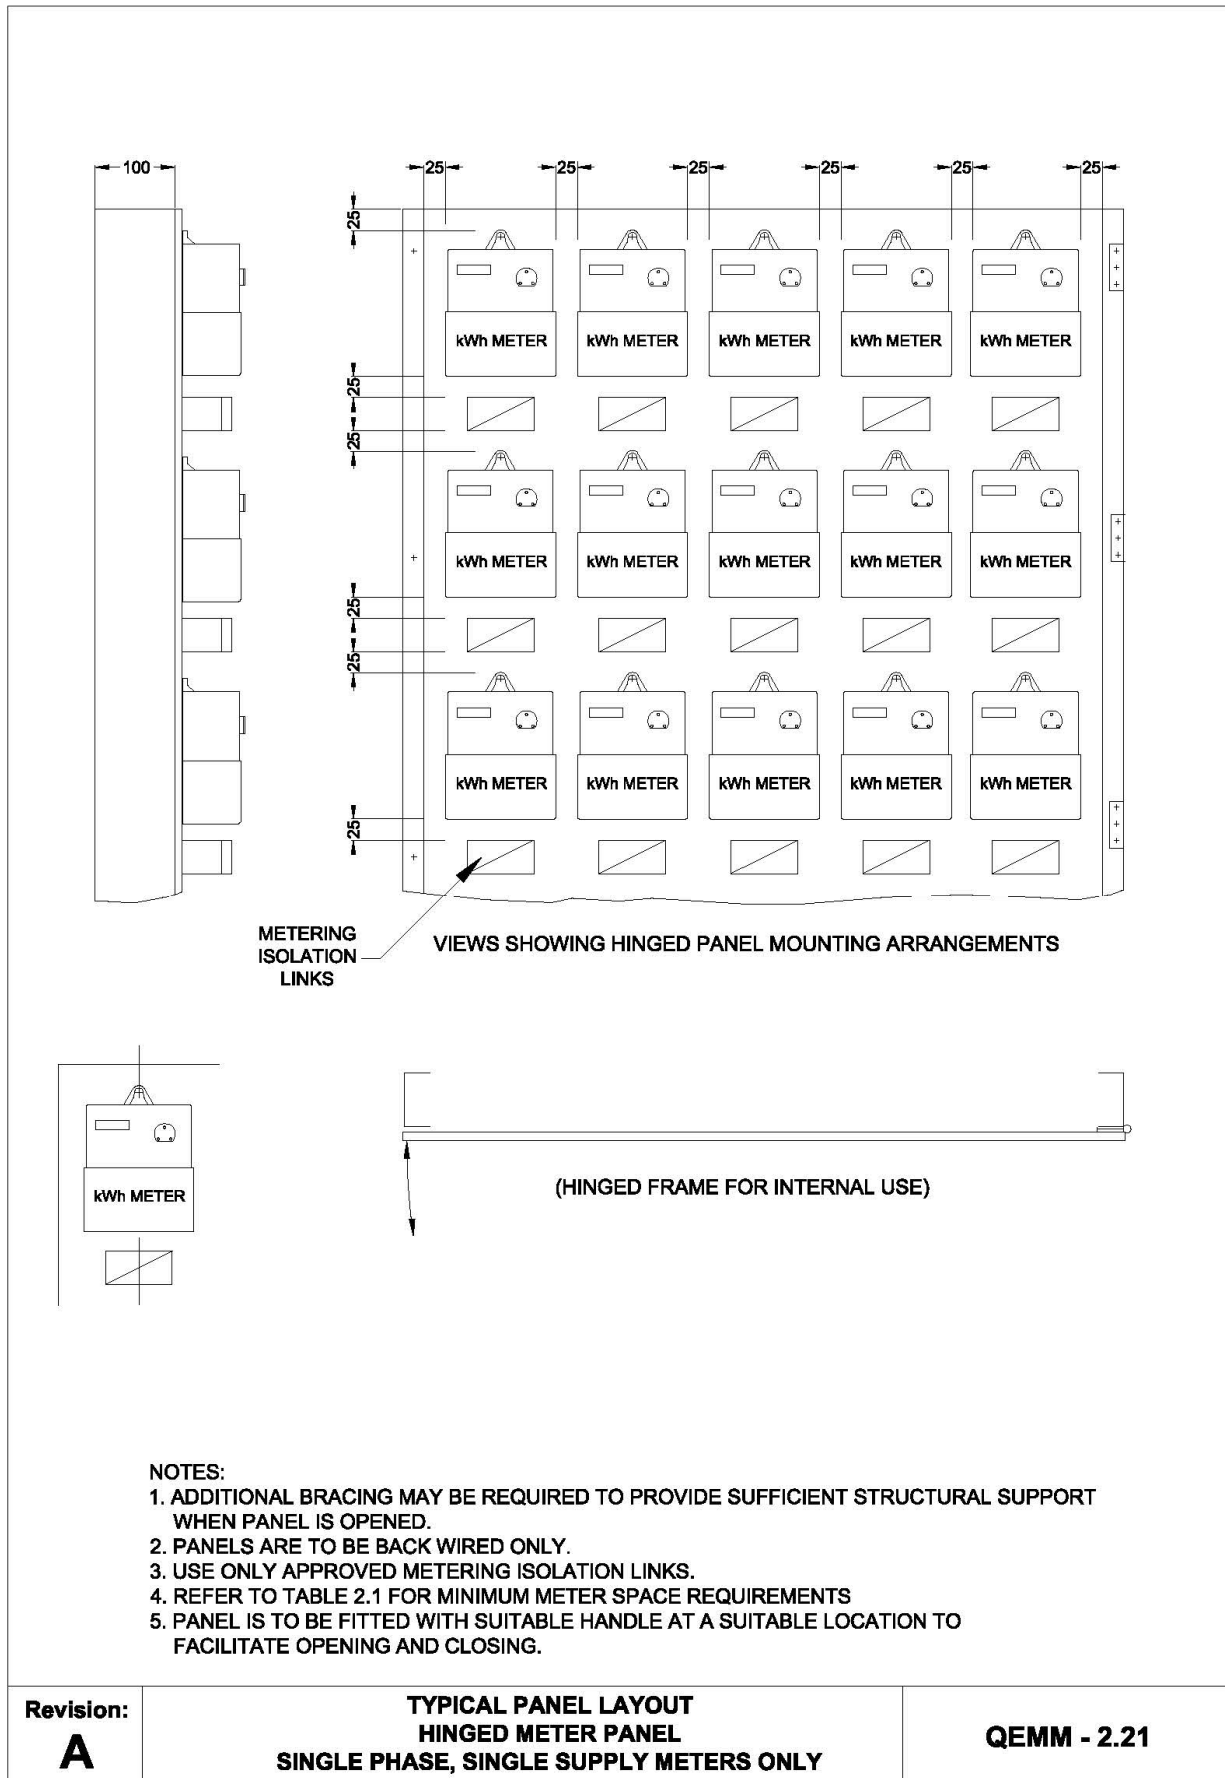 100
25 25 25 25 25 25
25
kWh METER kWh METER kWh METER kWh METER kWh METER
25
25
kWh METER kWh METER kWh METER kWh METER kWh METER
25
25
kWh METER kWh METER kWh METER kWh METER kWh METER
25
METERING
ISOLATION
LINKS
VIEWS SHOWING HINGED PANEL MOUNTING ARRANGEMENTS
kWh METER
(HINGED FRAME FOR INTERNAL USE)
NOTES:
1. ADDITIONAL BRACING MAY BE REQUIRED TO PROVIDE SUFFICIENT STRUCTURAL SUPPORT
WHEN PANEL IS OPENED.
2. PANELS ARE TO BE BACK WIRED ONLY.
3. USE ONLY APPROVED METERING ISOLATION LINKS.
4. REFER TO TABLE 2.1 FOR MINIMUM METER SPACE REQUIREMENTS
5. PANEL IS TO BE FITTED WITH SUITABLE HANDLE AT A SUITABLE LOCATION TO
FACILITATE OPENING AND CLOSING.
Revision:
A
TYPICAL PANEL LAYOUT
HINGED METER PANEL
SINGLE PHASE, SINGLE SUPPLY METERS ONLY
QEMM - 2.21